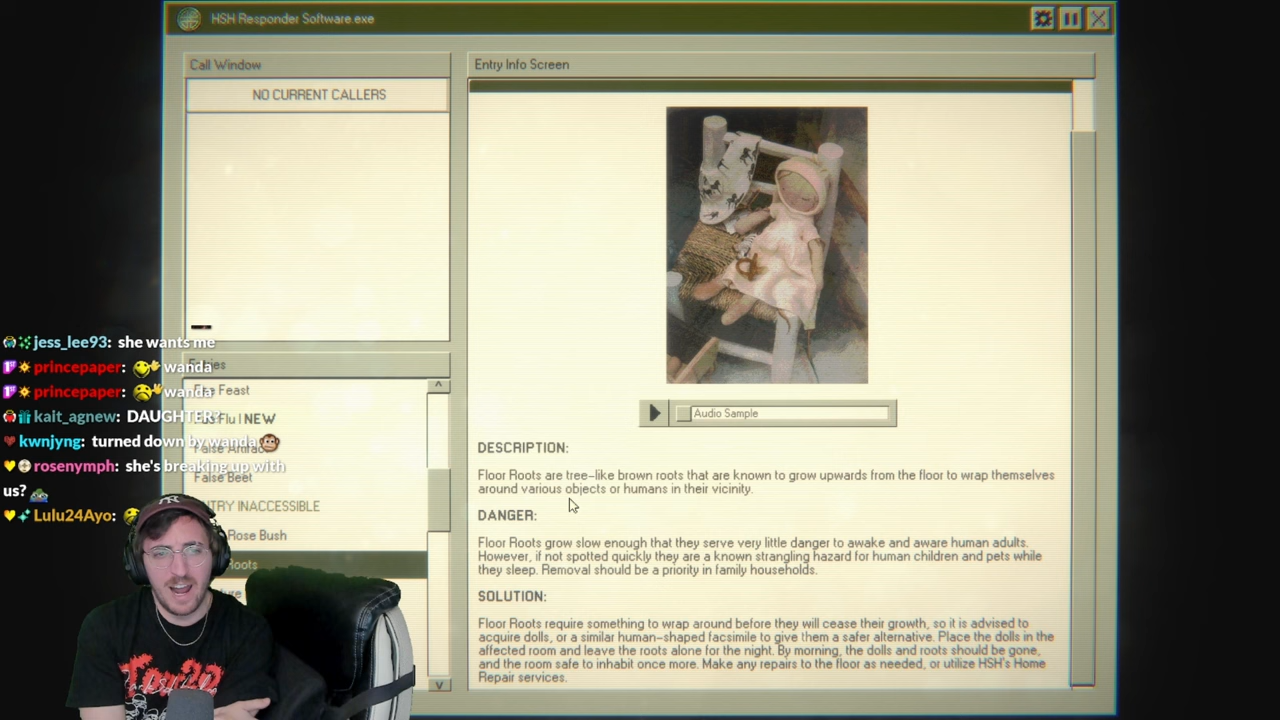 HSH Responder Software.exe
Call Window
NO CURRENT CALLERS
Entry Info Screen
Audio Sample
jess_lee93: she wants me
princepaper: wanda
princepaper: wanda
kait_agnew: DAUGHTER?
kwnjyng: turned down by wanda
rosenymph: she's breaking up with
us?
Lulu24Ayo:
Feast
Flu | NEW
False
False Beet
ENTRY INACCESSIBLE
Rose Bush
Roots
DESCRIPTION:
Floor Roots are tree-like brown roots that are known to grow upwards from the floor to wrap themselves
around various objects or humans in their vicinity.
DANGER:
Floor Roots grow slow enough that they serve very little danger to awake and aware human adults.
However, if not spotted quickly they are a known strangling hazard for human children and pets while
they sleep. Removal should be a priority in family households.
SOLUTION:
Floor Roots require something to wrap around before they will cease their growth, so it is advised to
acquire dolls, or a similar human-shaped facsimile to give them a safer alternative. Place the dolls in the
affected room and leave the roots alone for the night. By morning, the dolls and roots should be gone,
and the room safe to inhabit once more. Make any repairs to the floor as needed, or utilize HSH's Home
Repair services.